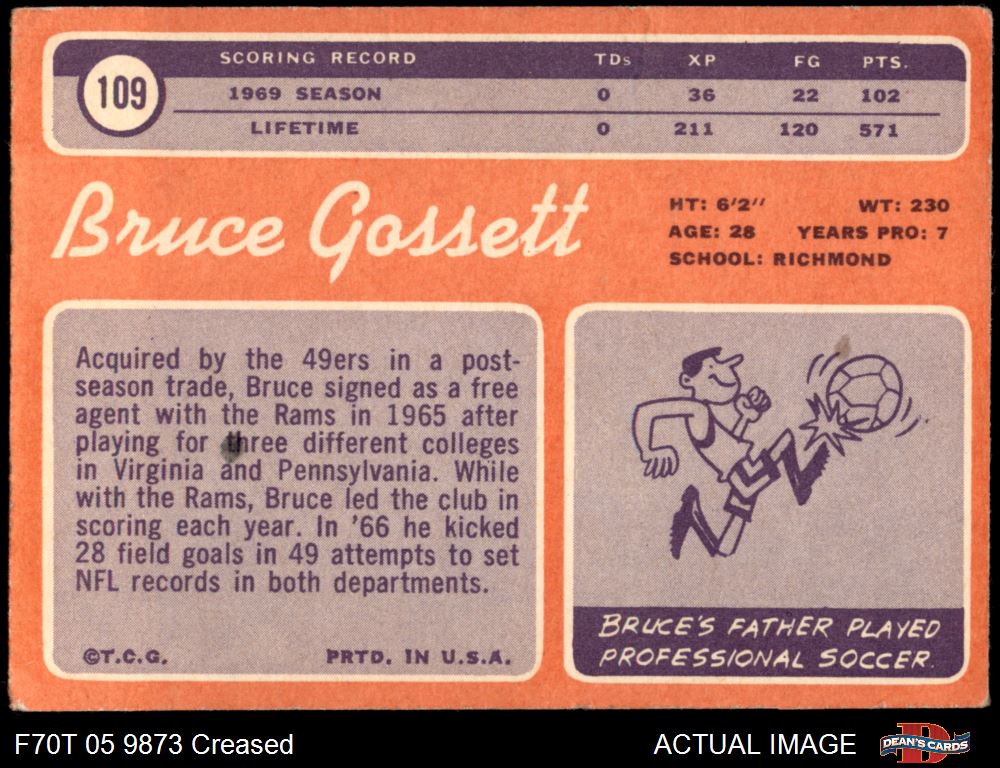 109
SCORING RECORD TDs XP FG PTS.
1969 SEASON 0 36 22 102
LIFETIME 0 211 120 571
Bruce Gossett
HT: 6'2'' WT: 230
AGE: 28 YEARS PRO: 7
SCHOOL: RICHMOND
Acquired by the 49ers in a post-
season trade, Bruce signed as a free
agent with the Rams in 1965 after
playing for three different colleges
in Virginia and Pennsylvania. While
with the Rams, Bruce led the club in
scoring each year. In '66 he kicked
28 field goals in 49 attempts to set
NFL records in both departments.
©T.C.G. PRTD. IN U.S.A.
BRUCE'S FATHER PLAYED
PROFESSIONAL SOCCER.
F70T 05 9873 Creased ACTUAL IMAGE
D
DEAN'S CARDS